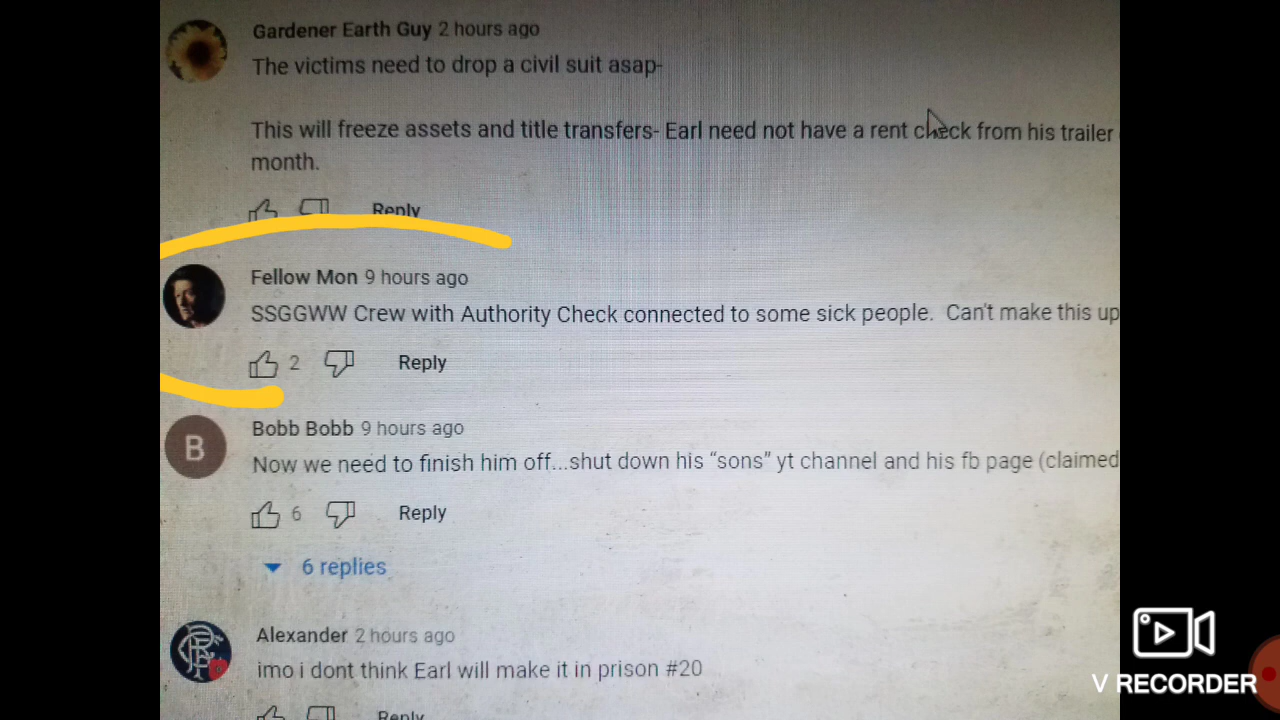 Gardener Earth Guy 2 hours ago
The victims need to drop a civil suit asap-
This will freeze assets and title transfers- Earl need not have a rent check from his trailer
month.
Reply
Fellow Mon 9 hours ago
SSGGWW Crew with Authority Check connected to some sick people. Can't make this up
2 Reply
B
Bobb Bobb 9 hours ago
Now we need to finish him off...shut down his “sons” yt channel and his fb page (claimed
6 Reply
6 replies
Alexander 2 hours ago
imo i dont think Earl will make it in prison #20
Reply
V RECORDER